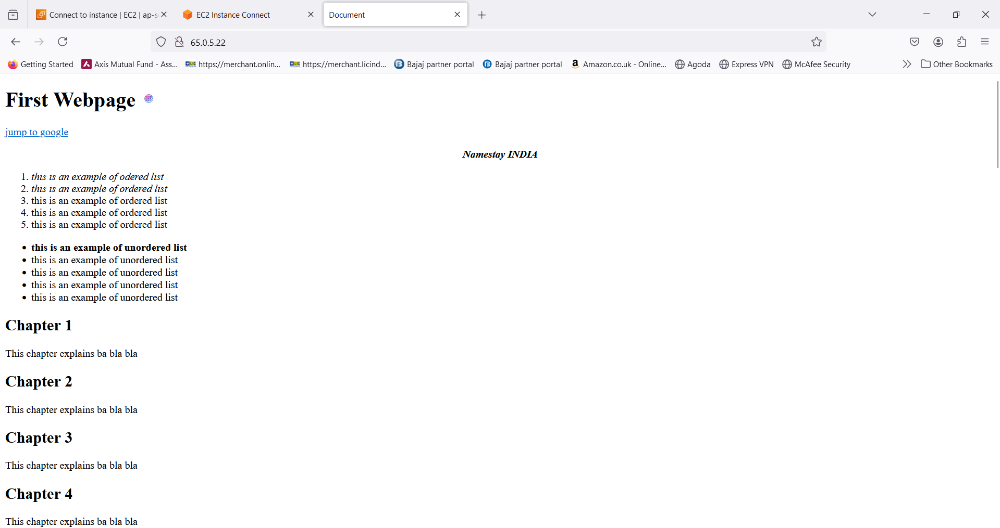 Connect to instance | EC2 | ap-s
EC2 Instance Connect
Document
65.0.5.22
Getting Started
Axis Mutual Fund - Ass...
https://merchant.onlin...
https://merchant.licind...
Bajaj partner portal
Bajaj partner portal
Amazon.co.uk - Online...
Agoda
Express VPN
McAfee Security
Other Bookmarks
First Webpage
jump to google
Namestay INDIA
1. this is an example of odered list
2. this is an example of ordered list
3. this is an example of ordered list
4. this is an example of ordered list
5. this is an example of ordered list
• this is an example of unordered list
• this is an example of unordered list
• this is an example of unordered list
• this is an example of unordered list
• this is an example of unordered list
Chapter 1
This chapter explains ba bla bla
Chapter 2
This chapter explains ba bla bla
Chapter 3
This chapter explains ba bla bla
Chapter 4
This chapter explains ba bla bla